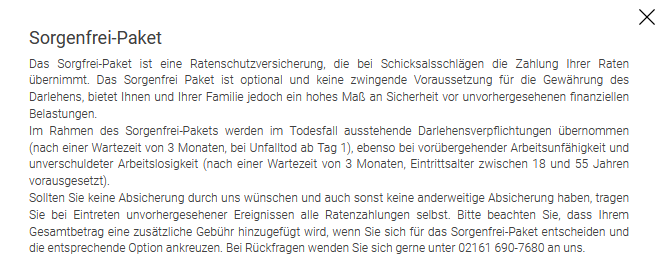 Sorgenfrei-Paket
Das Sorgfrei-Paket ist eine Ratenschutzversicherung, die bei Schicksalsschlägen die Zahlung Ihrer Raten
übernimmt. Das Sorgenfrei Paket ist optional und keine zwingende Voraussetzung für die Gewährung des
Darlehens, bietet Ihnen und Ihrer Familie jedoch ein hohes Maß an Sicherheit vor unvorhergesehenen finanziellen
Belastungen.
Im Rahmen des Sorgenfrei-Pakets werden im Todesfall ausstehende Darlehensverpflichtungen übernommen
(nach einer Wartezeit von 3 Monaten, bei Unfalltod ab Tag 1), ebenso bei vorübergehender Arbeitsunfähigkeit und
unverschuldeter Arbeitslosigkeit (nach einer Wartezeit von 3 Monaten, Eintrittsalter zwischen 18 und 55 Jahren
vorausgesetzt).
Sollten Sie keine Absicherung durch uns wünschen und auch sonst keine anderweitige Absicherung haben, tragen
Sie bei Eintreten unvorhergesehener Ereignissen alle Ratenzahlungen selbst. Bitte beachten Sie, dass Ihrem
Gesamtbetrag eine zusätzliche Gebühr hinzugefügt wird, wenn Sie sich für das Sorgenfrei-Paket entscheiden und
die entsprechende Option ankreuzen. Bei Rückfragen wenden Sie sich gerne unter 02161 690-7680 an uns.